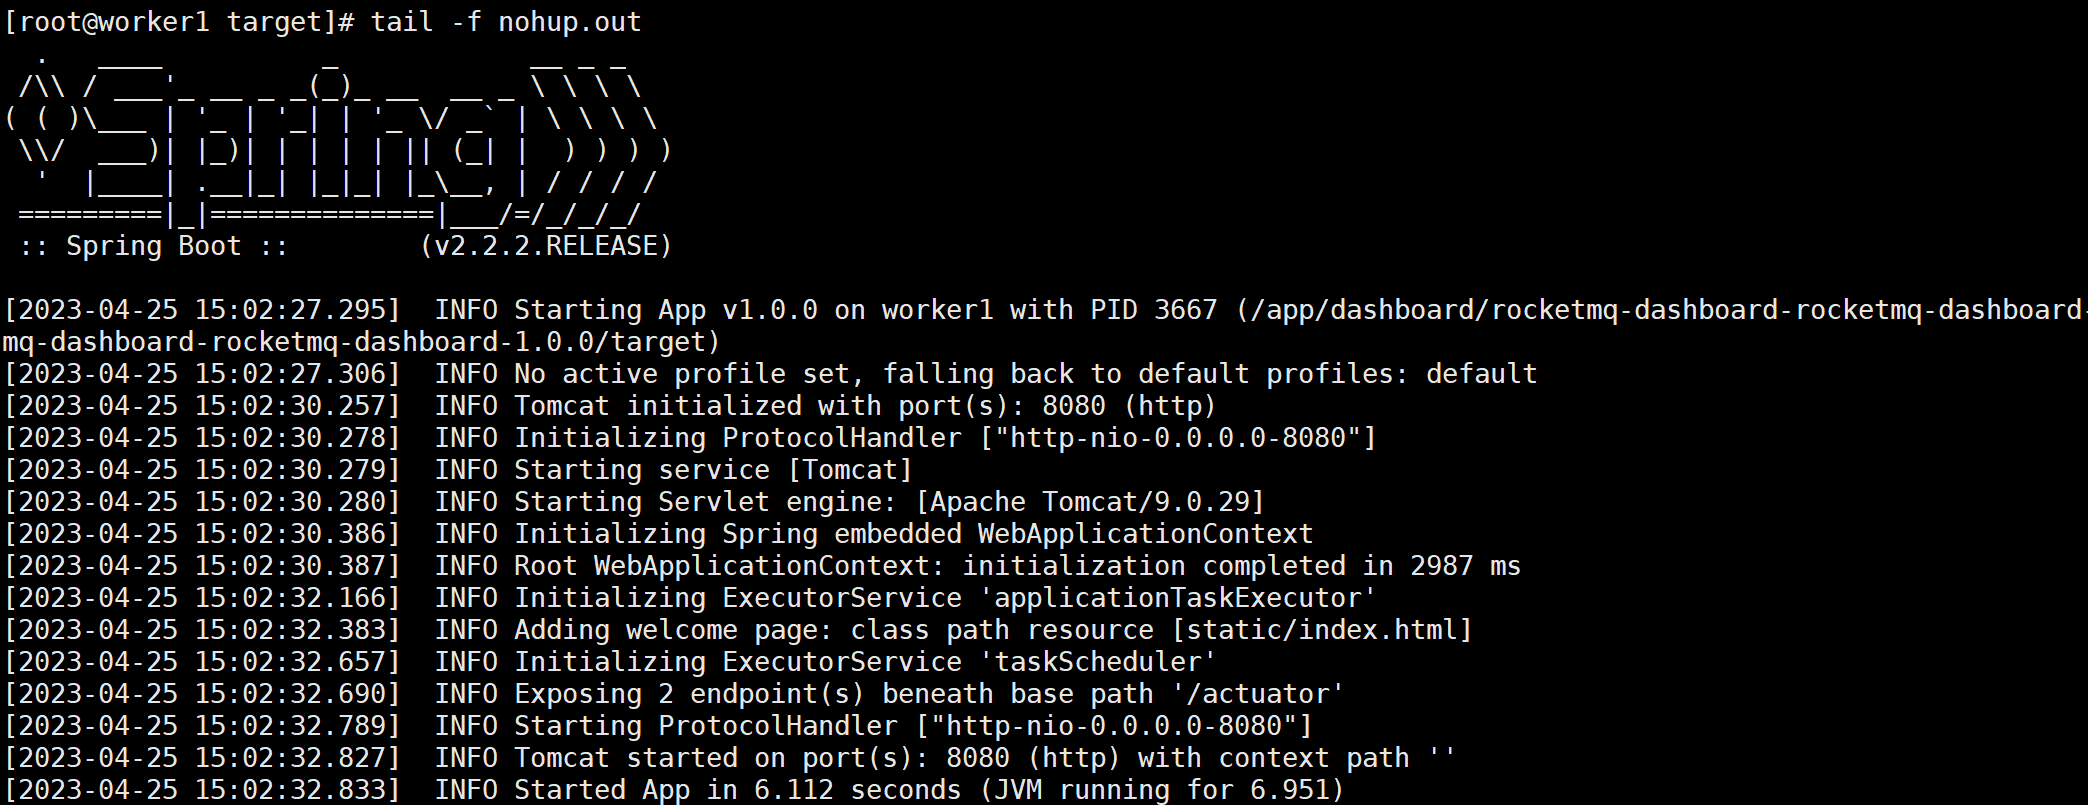 [root@worker1 target]# tail -f nohup.out
  .   ____          _            __ _ _
 /\\ / ___'_ __ _ _(_)_ __  __ _ \ \ \ \
( ( )\___ | '_ | '_| | '_ \/ _` | \ \ \ \
 \\/  ___)| |_)| | | | | || (_| |  ) ) ) )
  '  |____| .__|_| |_|_| |_\__, | / / / /
 =========|_|==============|___/=/_/_/_/
 :: Spring Boot ::        (v2.2.2.RELEASE)
[2023-04-25 15:02:27.295]  INFO Starting App v1.0.0 on worker1 with PID 3667 (/app/dashboard/rocketmq-dashboard-rocketmq-dashboard-
mq-dashboard-rocketmq-dashboard-1.0.0/target)
[2023-04-25 15:02:27.306]  INFO No active profile set, falling back to default profiles: default
[2023-04-25 15:02:30.257]  INFO Tomcat initialized with port(s): 8080 (http)
[2023-04-25 15:02:30.278]  INFO Initializing ProtocolHandler ["http-nio-0.0.0.0-8080"]
[2023-04-25 15:02:30.279]  INFO Starting service [Tomcat]
[2023-04-25 15:02:30.280]  INFO Starting Servlet engine: [Apache Tomcat/9.0.29]
[2023-04-25 15:02:30.386]  INFO Initializing Spring embedded WebApplicationContext
[2023-04-25 15:02:30.387]  INFO Root WebApplicationContext: initialization completed in 2987 ms
[2023-04-25 15:02:32.166]  INFO Initializing ExecutorService 'applicationTaskExecutor'
[2023-04-25 15:02:32.383]  INFO Adding welcome page: class path resource [static/index.html]
[2023-04-25 15:02:32.657]  INFO Initializing ExecutorService 'taskScheduler'
[2023-04-25 15:02:32.690]  INFO Exposing 2 endpoint(s) beneath base path '/actuator'
[2023-04-25 15:02:32.789]  INFO Starting ProtocolHandler ["http-nio-0.0.0.0-8080"]
[2023-04-25 15:02:32.827]  INFO Tomcat started on port(s): 8080 (http) with context path ''
[2023-04-25 15:02:32.833]  INFO Started App in 6.112 seconds (JVM running for 6.951)